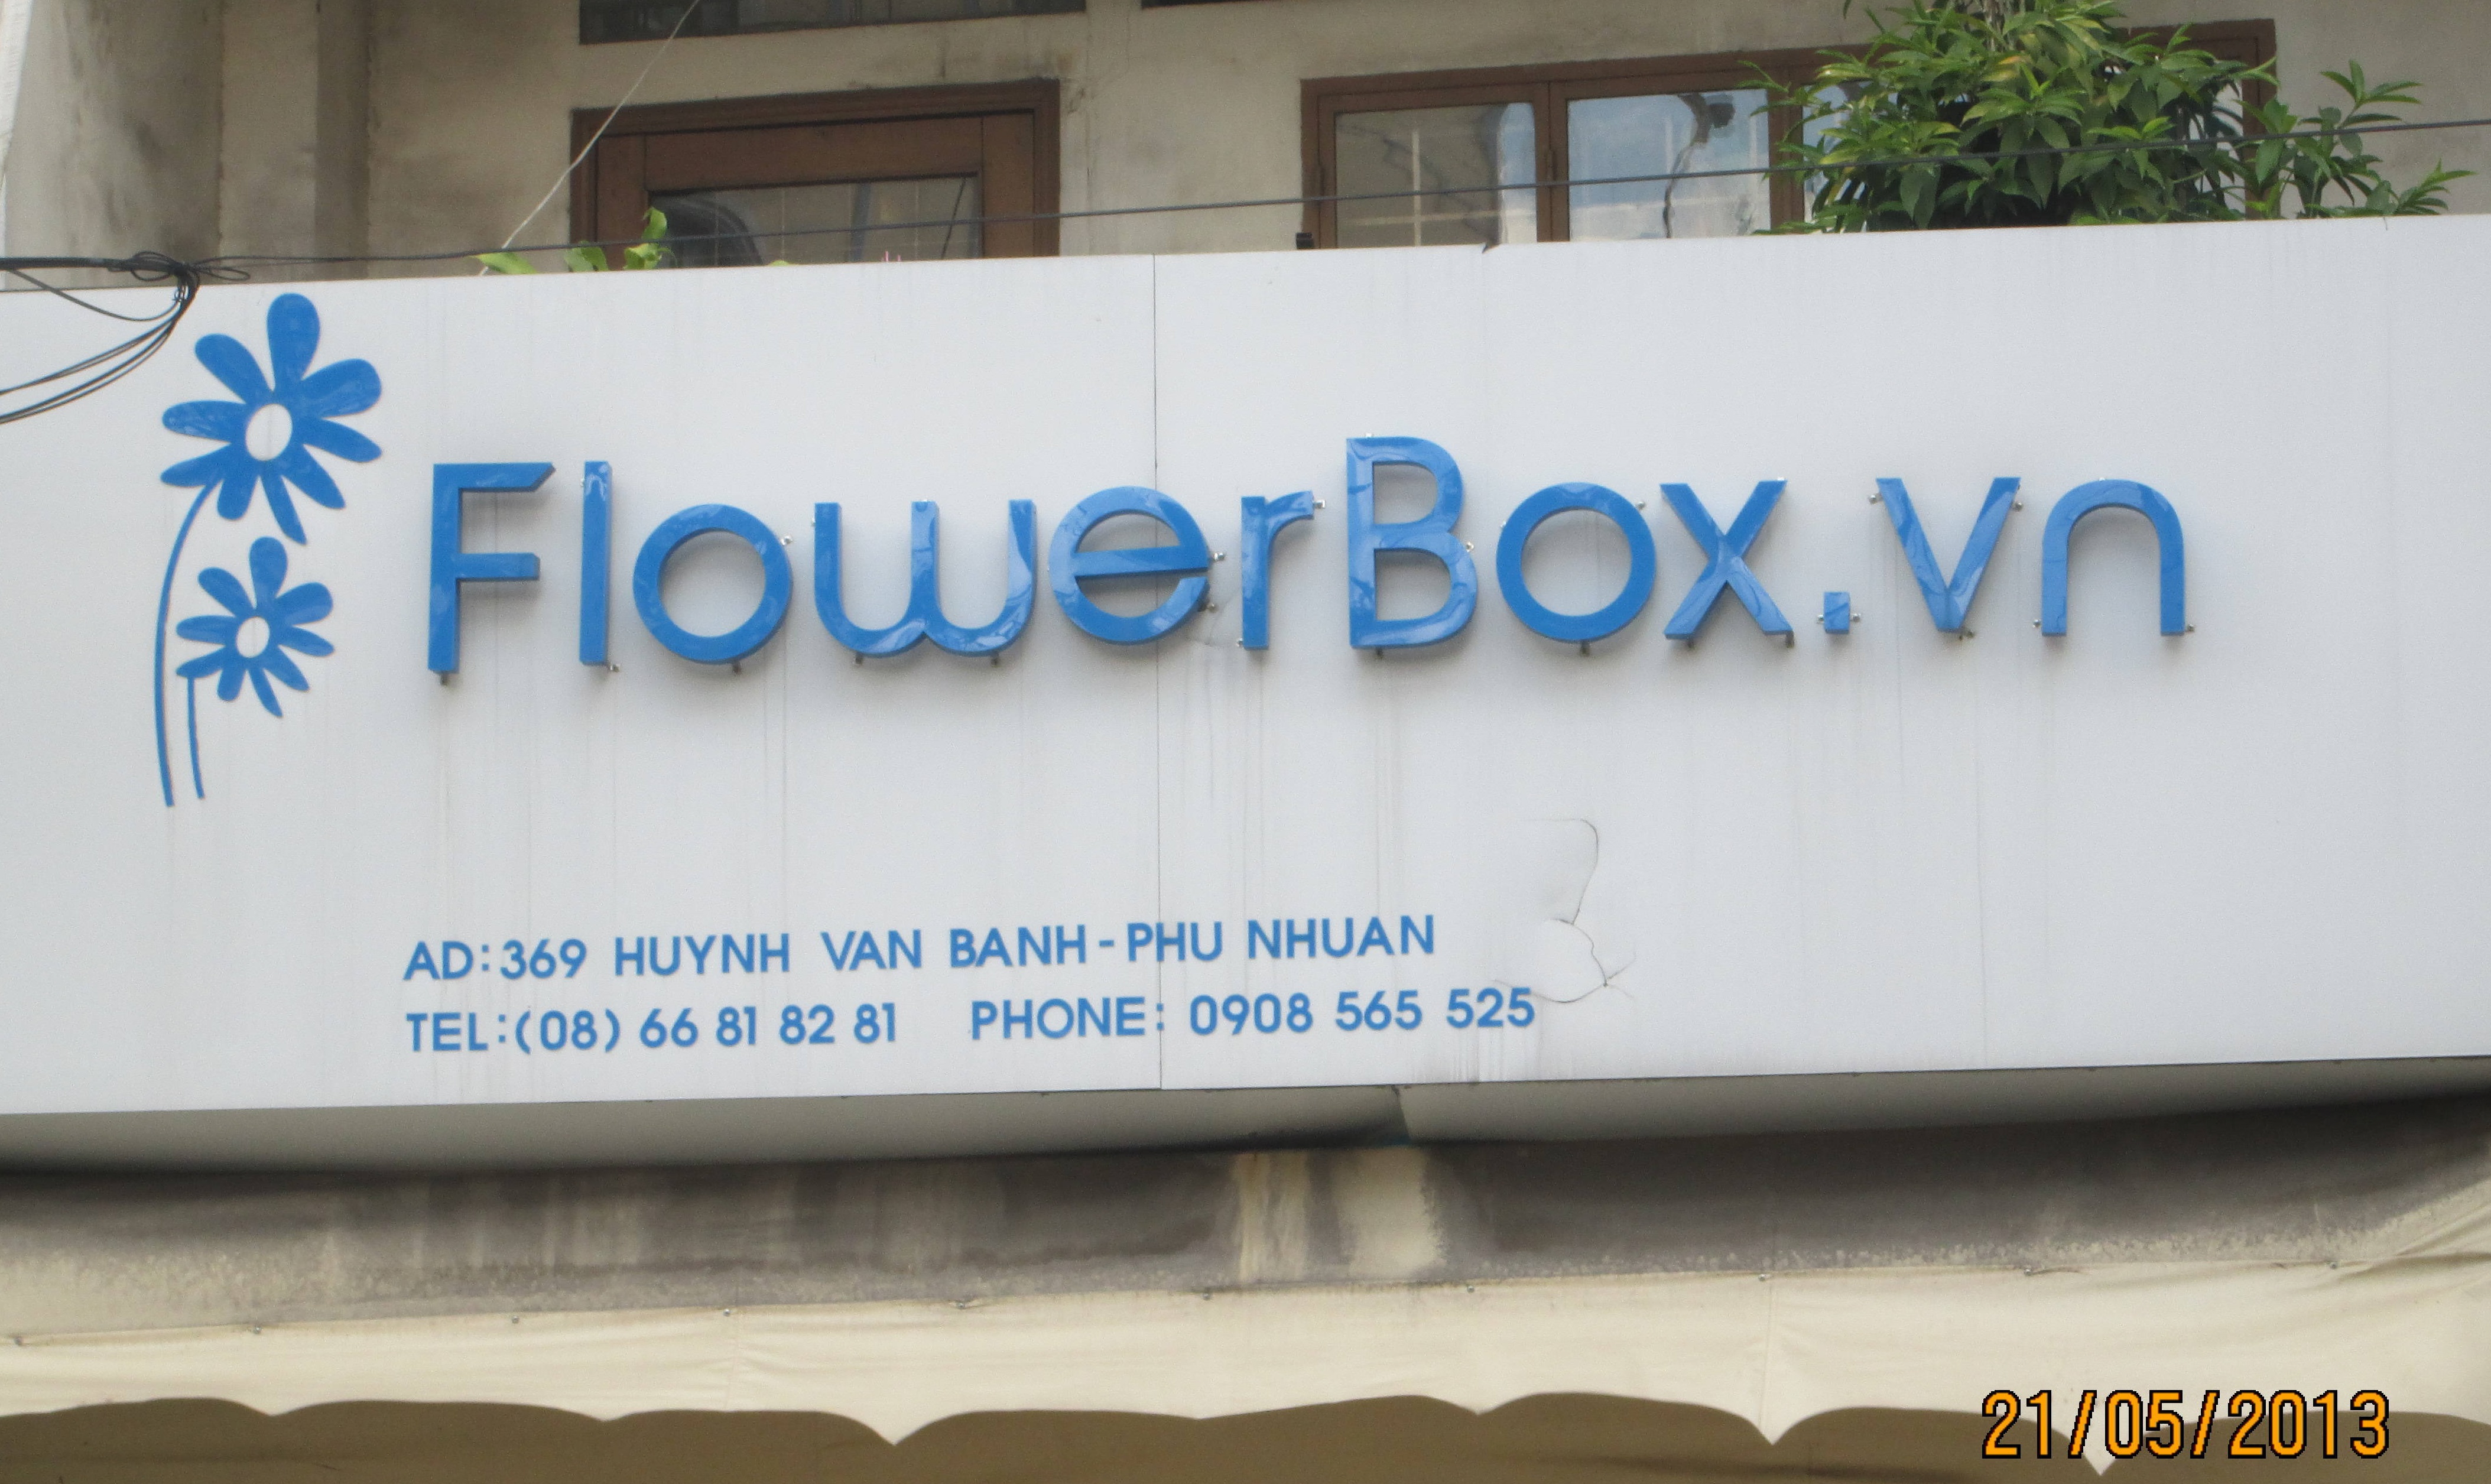 FlowerBox.vn
AD:369 HUYNH VAN BANH-PHU NHUAN
TEL:(08) 66 81 82 81 PHONE: 0908 565 525
21/05/2013